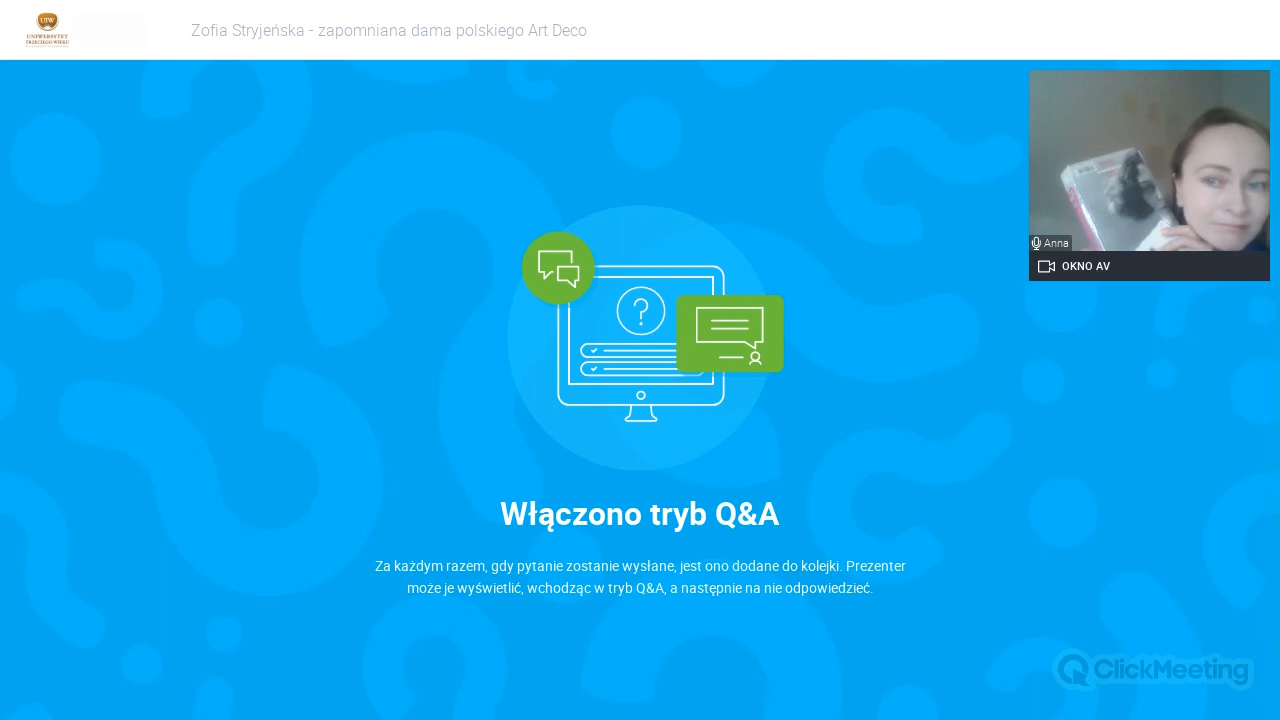 UTW
UNIWERSYTET
TRZECIEGO WIEKU
Zofia Stryjeńska - zapomniana dama polskiego Art Deco
Anna
OKNO AV
Włączono tryb Q&A
Za każdym razem, gdy pytanie zostanie wysłane, jest ono dodane do kolejki. Prezenter
może je wyświetlić, wchodząc w tryb Q&A, a następnie na nie odpowiedzieć.
ClickMeeting